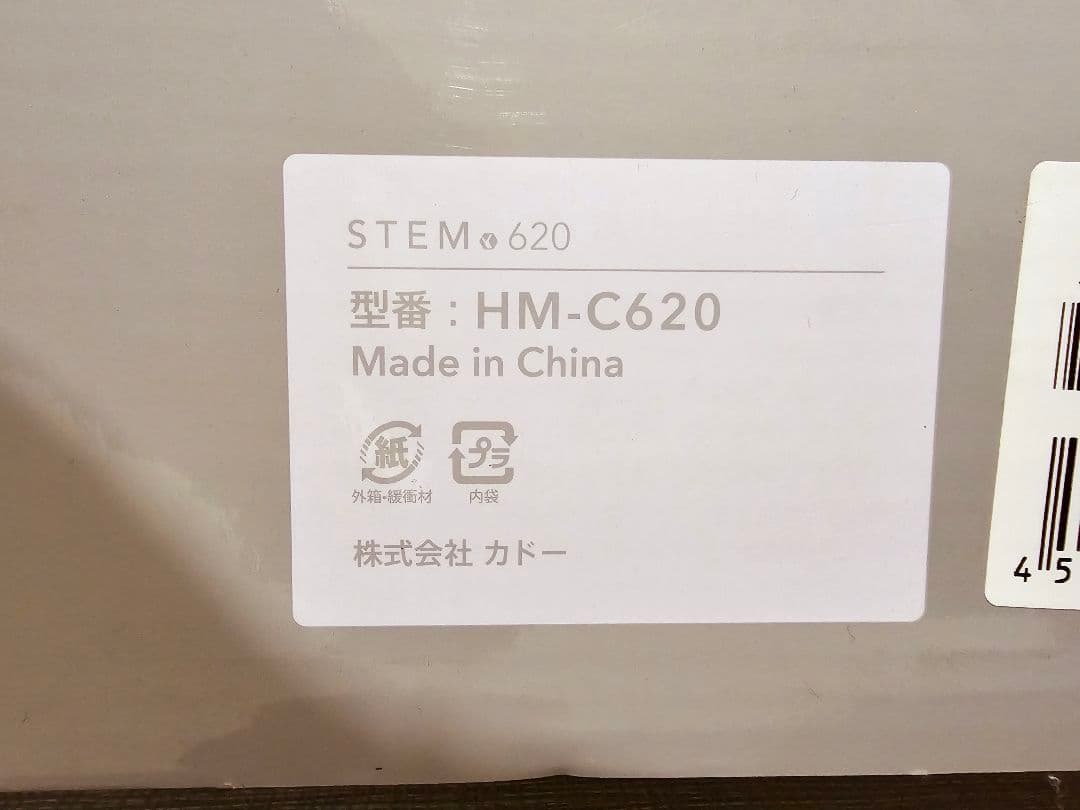 STEM 620
型番：HM-C620
Made in China
紙 プラ
外箱・緩衝材 内袋
株式会社 カドー
4 5